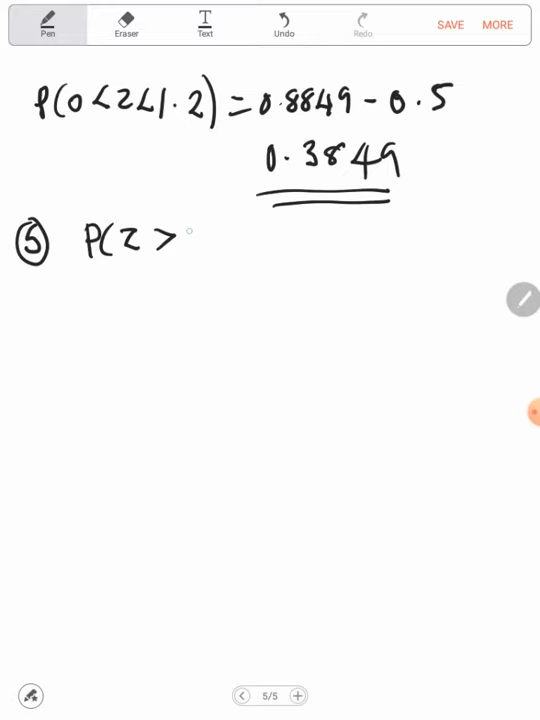 Pen Eraser Text Undo Redo SAVE MORE
P(0<z<1.2) = 0.8849 - 0.5
0.3849
⑤ P(z >
5/5